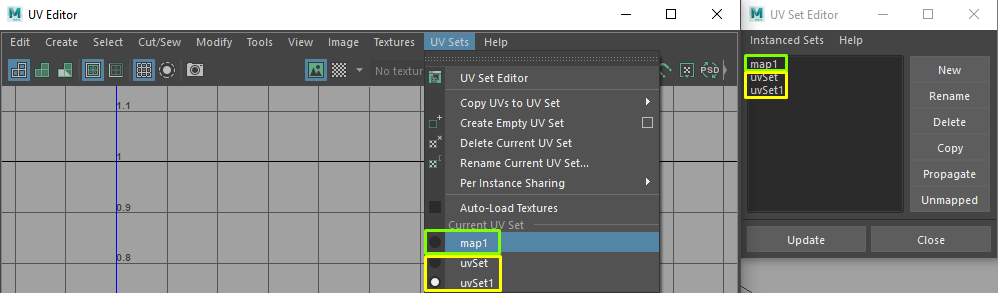 UV Editor
Edit Create Select Cut/Sew Modify Tools View Image Textures UV Sets Help
No textur
PSD
1.1
1
0.9
0.8
UV Set Editor
Copy UVs to UV Set
Create Empty UV Set
Delete Current UV Set
Rename Current UV Set...
Per Instance Sharing
Auto-Load Textures
Current UV Set
map1
uvSet
uvSet1
UV Set Editor
Instanced Sets Help
map1
uvSet
uvSet1
New
Rename
Delete
Copy
Propagate
Unmapped
Update Close